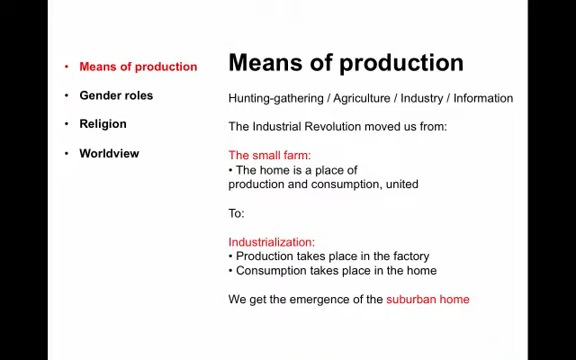 • Means of production
• Gender roles
• Religion
• Worldview
Means of production
Hunting-gathering / Agriculture / Industry / Information
The Industrial Revolution moved us from:
The small farm:
• The home is a place of
production and consumption, united
To:
Industrialization:
• Production takes place in the factory
• Consumption takes place in the home
We get the emergence of the suburban home